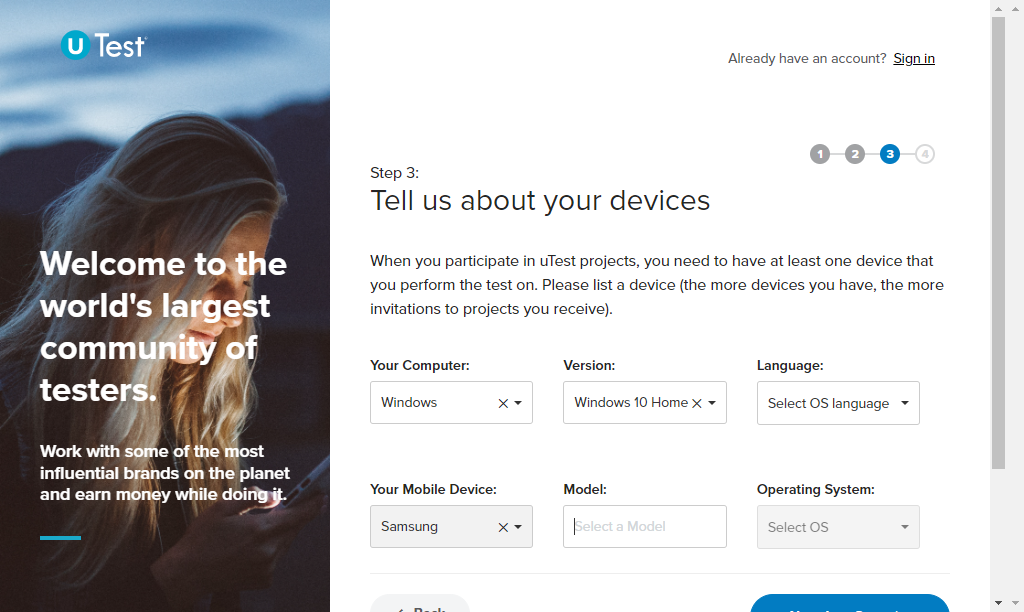 U Test
Already have an account? Sign in
1 2 3 4
Step 3:
Tell us about your devices
Welcome to the
world's largest
community of
testers.
Work with some of the most
influential brands on the planet
and earn money while doing it.
When you participate in uTest projects, you need to have at least one device that
you perform the test on. Please list a device (the more devices you have, the more
invitations to projects you receive).
Your Computer: Version: Language:
Windows Windows 10 Home Select OS language
Your Mobile Device: Model: Operating System:
Samsung Select a Model Select OS
Back